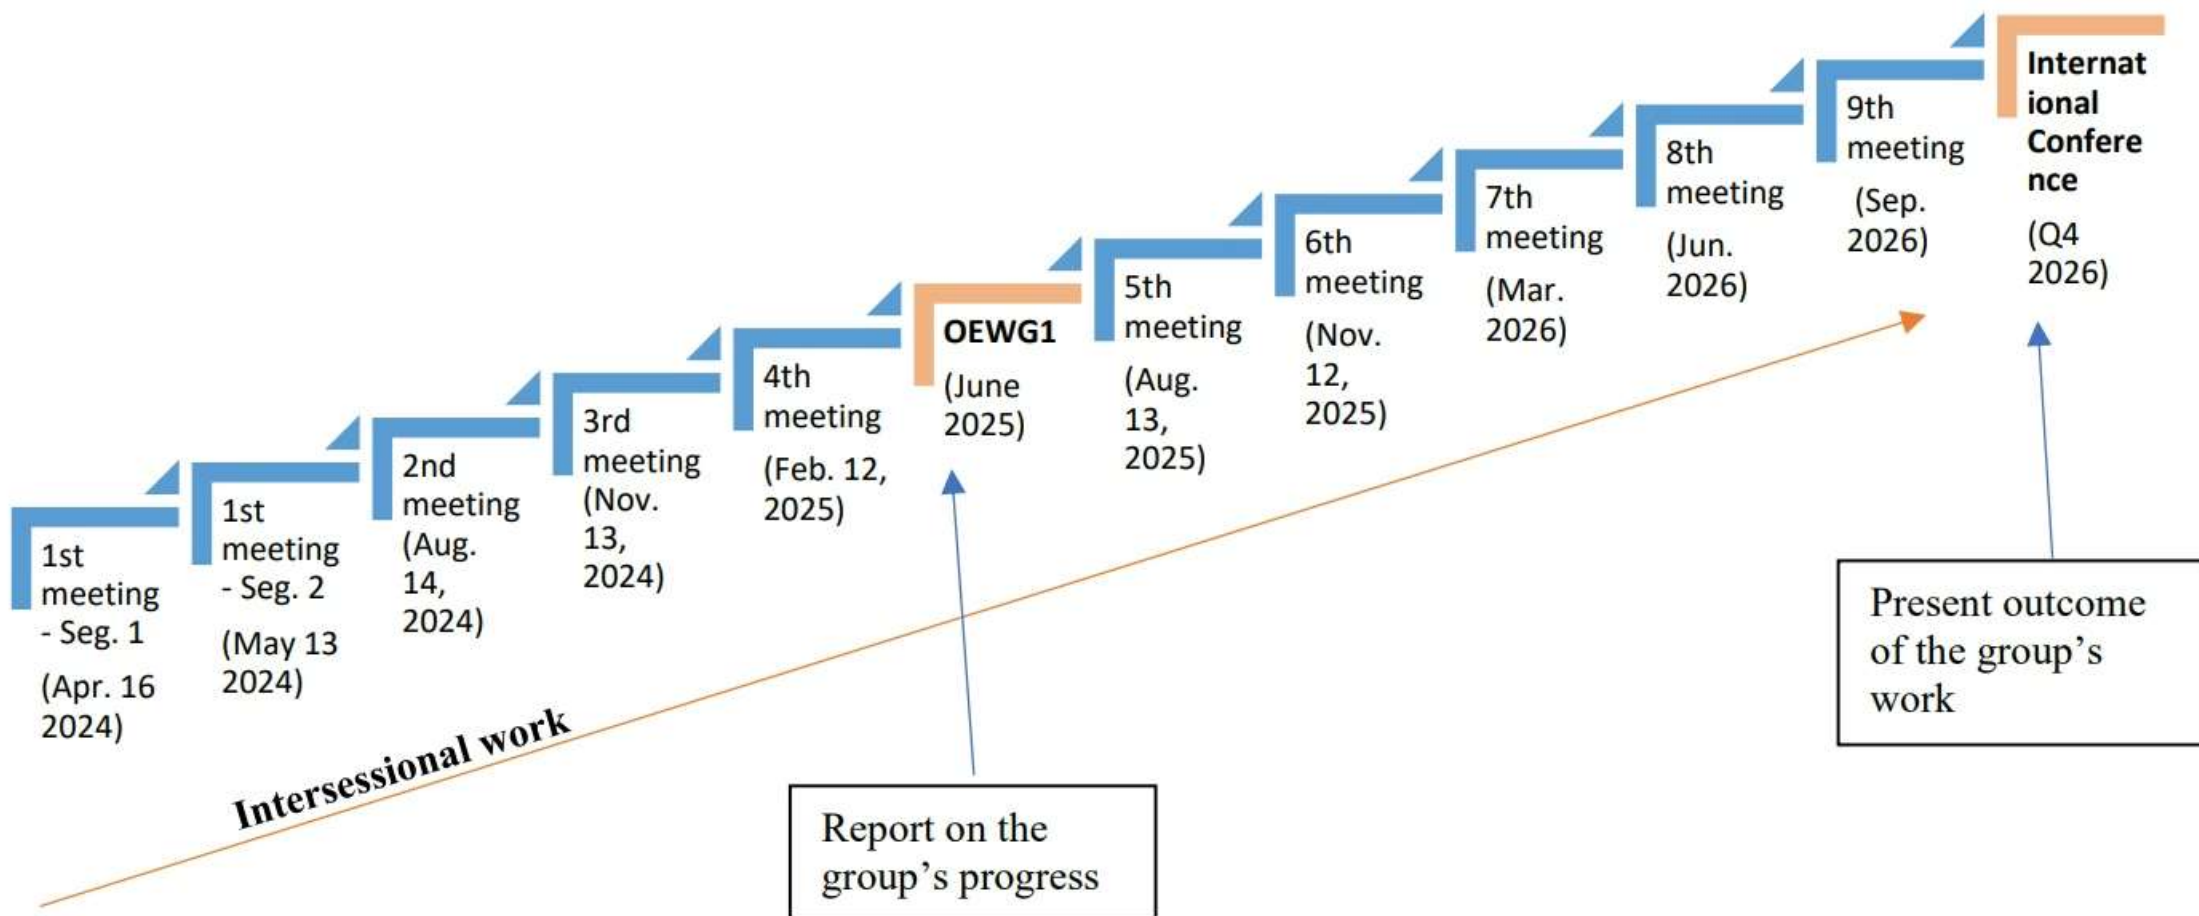 1st
meeting
- Seg. 1
(Apr. 16
2024)
1st
meeting
- Seg. 2
(May 13
2024)
2nd
meeting
(Aug.
14,
2024)
3rd
meeting
(Nov.
13,
2024)
4th
meeting
(Feb. 12,
2025)
OEWG1
(June
2025)
5th
meeting
(Aug.
13,
2025)
6th
meeting
(Nov.
12,
2025)
7th
meeting
(Mar.
2026)
8th
meeting
(Jun.
2026)
9th
meeting
(Sep.
2026)
Internat
ional
Confere
nce
(Q4
2026)
Intersessional work
Report on the
group’s progress
Present outcome
of the group’s
work